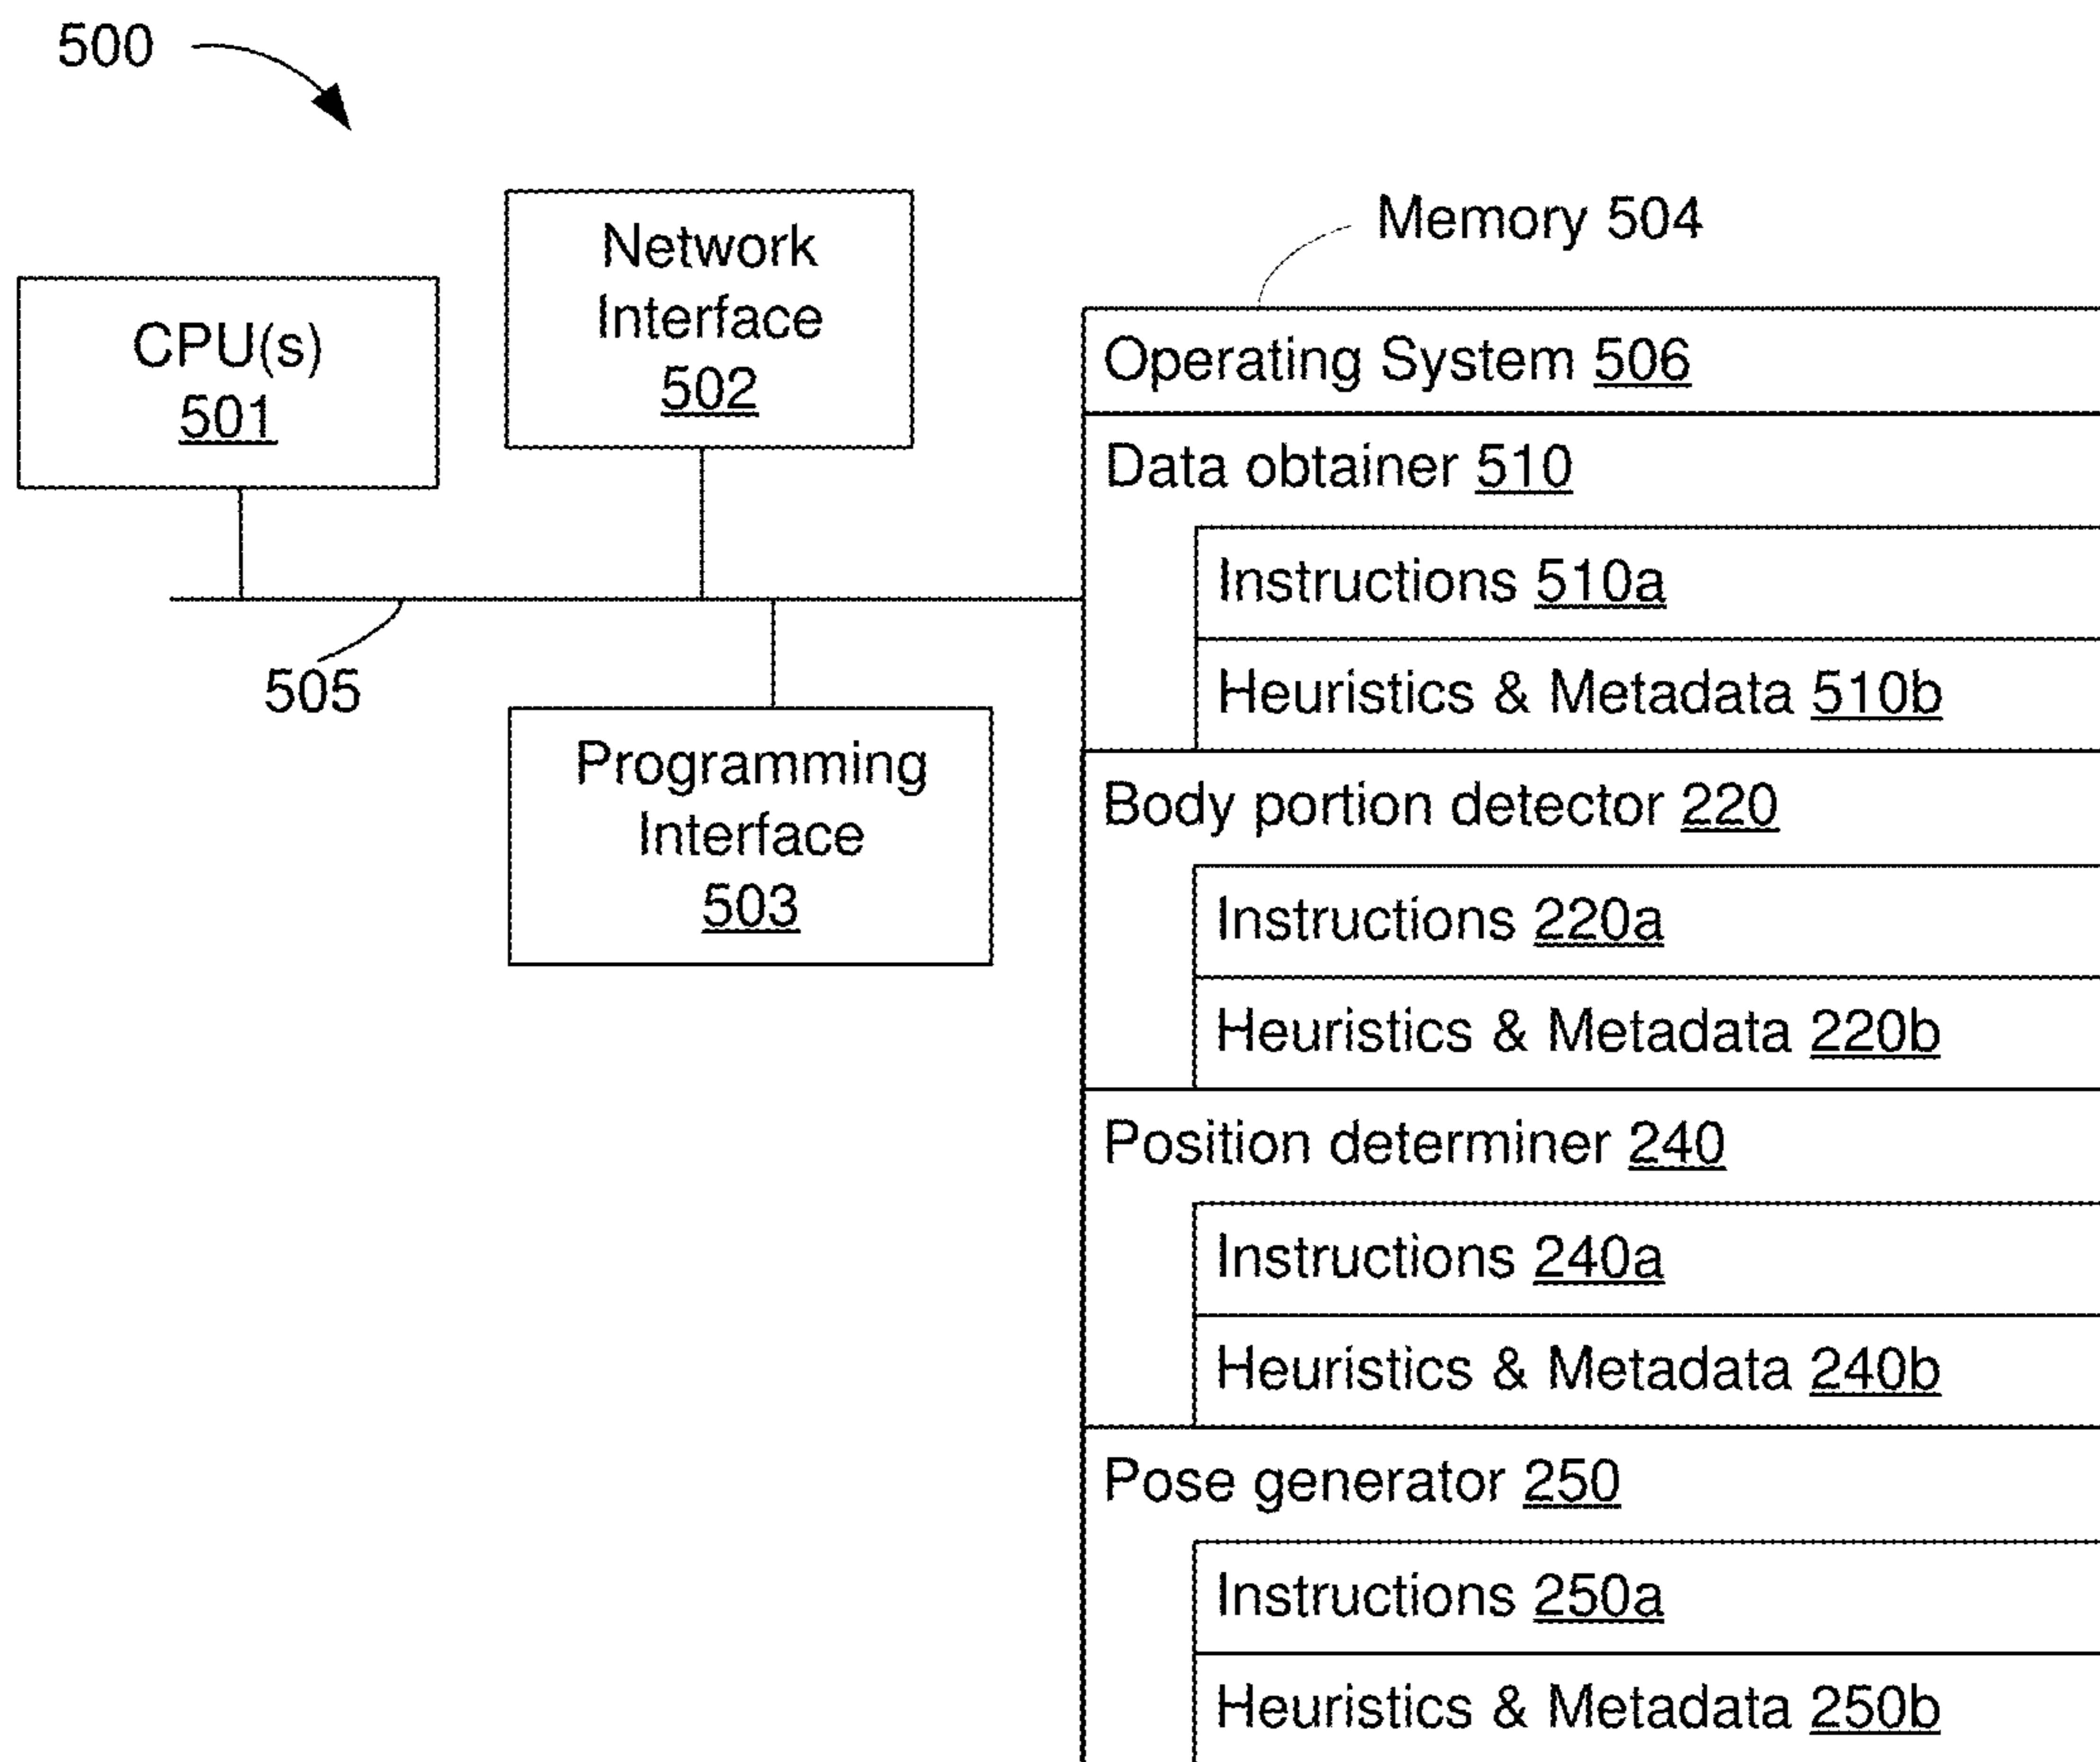 500
CPU(s)
501
Network
Interface
502
505
Programming
Interface
503
Memory 504
Operating System 506
Data obtainer 510
Instructions 510a
Heuristics & Metadata 510b
Body portion detector 220
Instructions 220a
Heuristics & Metadata 220b
Position determiner 240
Instructions 240a
Heuristics & Metadata 240b
Pose generator 250
Instructions 250a
Heuristics & Metadata 250b